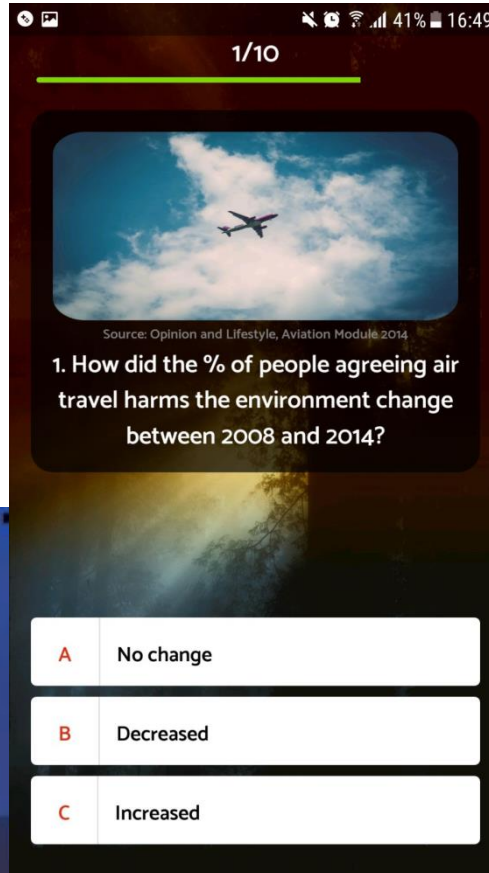 41% 16:49
1/10
Source: Opinion and Lifestyle, Aviation Module 2014
1. How did the % of people agreeing air
travel harms the environment change
between 2008 and 2014?
A No change
B Decreased
C Increased